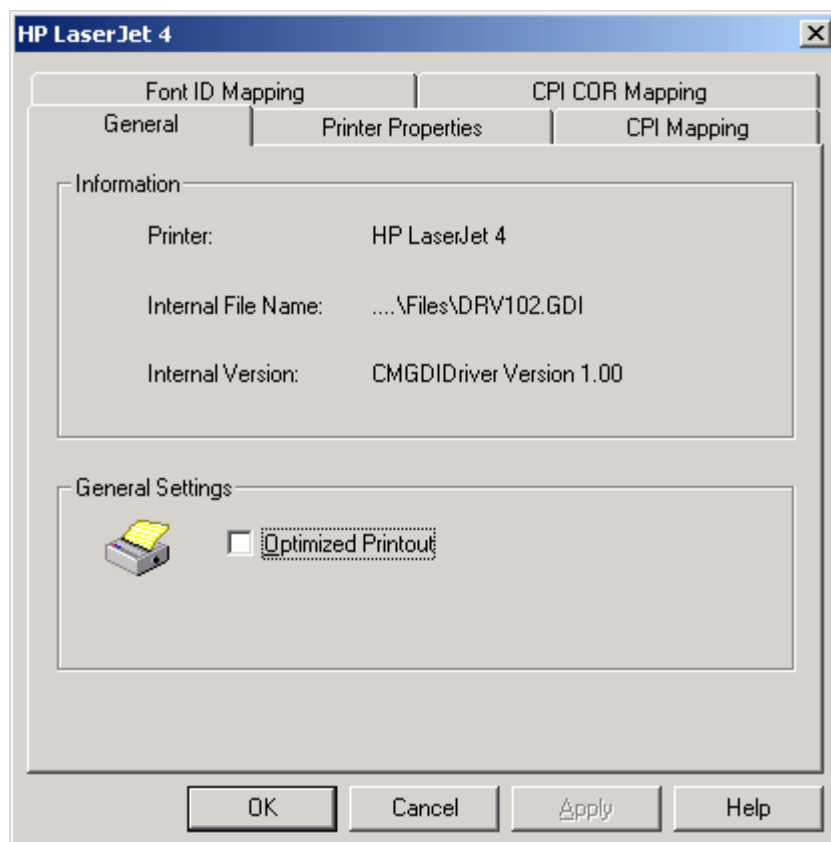 HP LaserJet 4
Font ID Mapping
CPI COR Mapping
General
Printer Properties
CPI Mapping
Information
Printer: HP LaserJet 4
Internal File Name: ....\Files\DRV102.GDI
Internal Version: CMGDIDriver Version 1.00
General Settings
Optimized Printout
OK
Cancel
Apply
Help